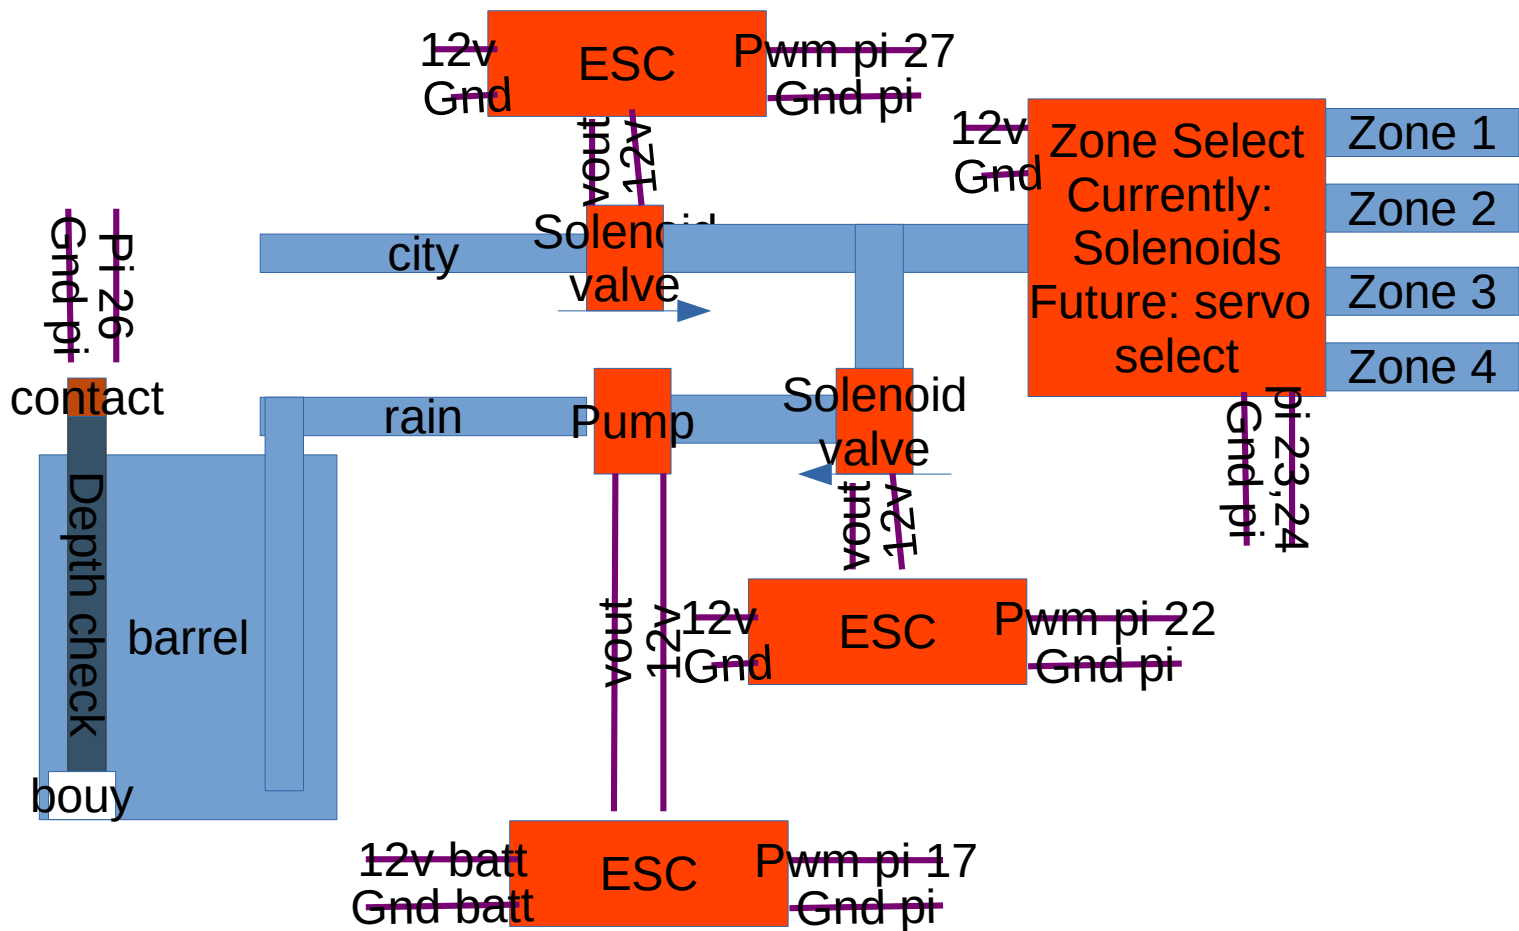 12v
Gnd
ESC
Pwm pi 27
Gnd pi
vout
12v
12v
Gnd
Zone Select
Currently:
Solenoids
Future: servo
select
Zone 1
Zone 2
Zone 3
Zone 4
Gnd pi
Pi 26
city
Solenoid
valve
contact
rain
Pump
Solenoid
valve
Gnd pi
pi 23,24
Depth check
barrel
bouy
vout
12v
vout
12v
12v
Gnd
ESC
Pwm pi 22
Gnd pi
12v batt
Gnd batt
ESC
Pwm pi 17
Gnd pi